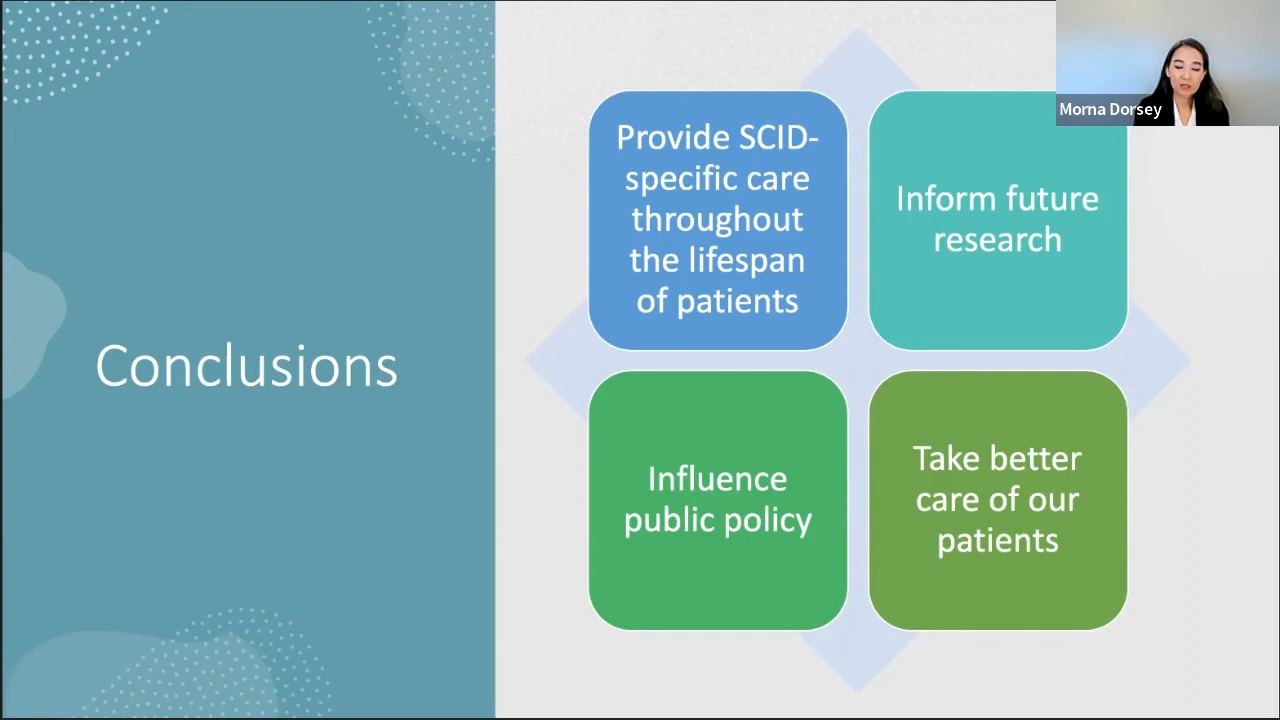 Conclusions
Provide SCID-
specific care
throughout
the lifespan
of patients
Inform future
research
Influence
public policy
Take better
care of our
patients
Morna Dorsey